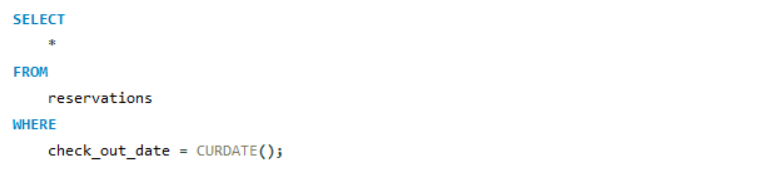 SELECT
*
FROM
reservations
WHERE
check_out_date = CURDATE();